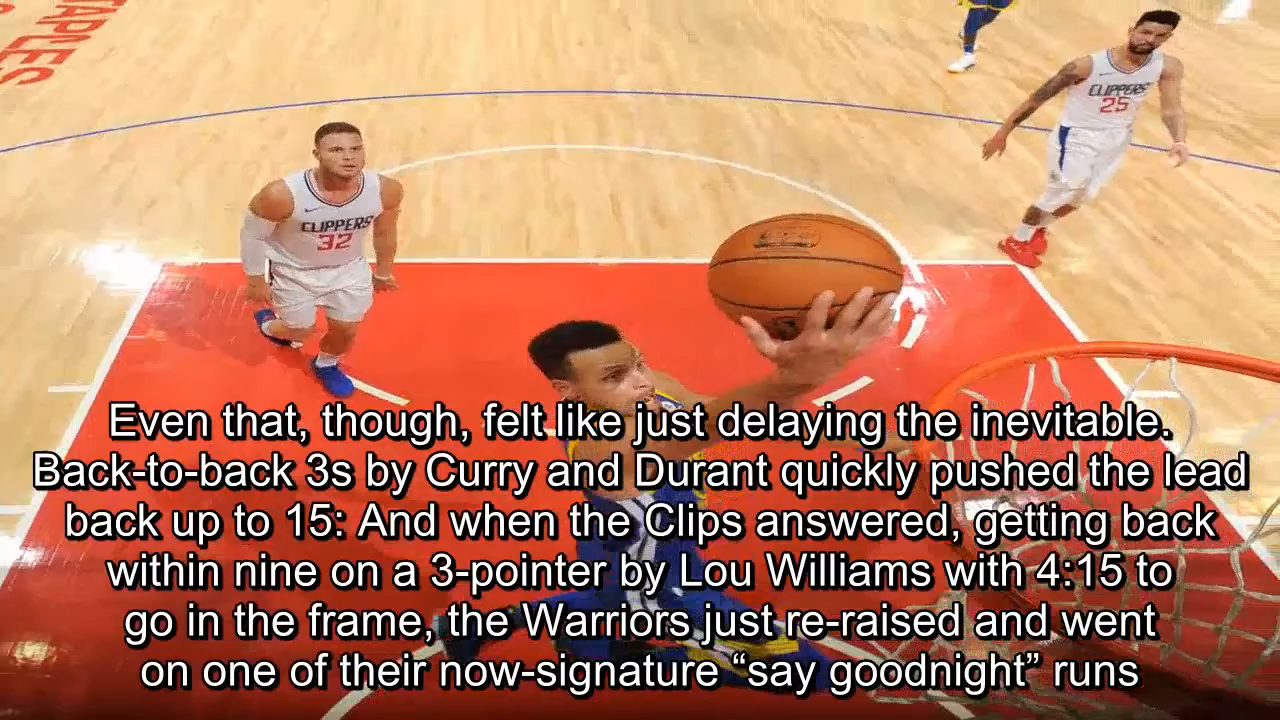 STAPLES
CLIPPERS
25
CLIPPERS
32
Even that, though, felt like just delaying the inevitable.
Back-to-back 3s by Curry and Durant quickly pushed the lead
back up to 15: And when the Clips answered, getting back
within nine on a 3-pointer by Lou Williams with 4:15 to
go in the frame, the Warriors just re-raised and went
on one of their now-signature “say goodnight” runs